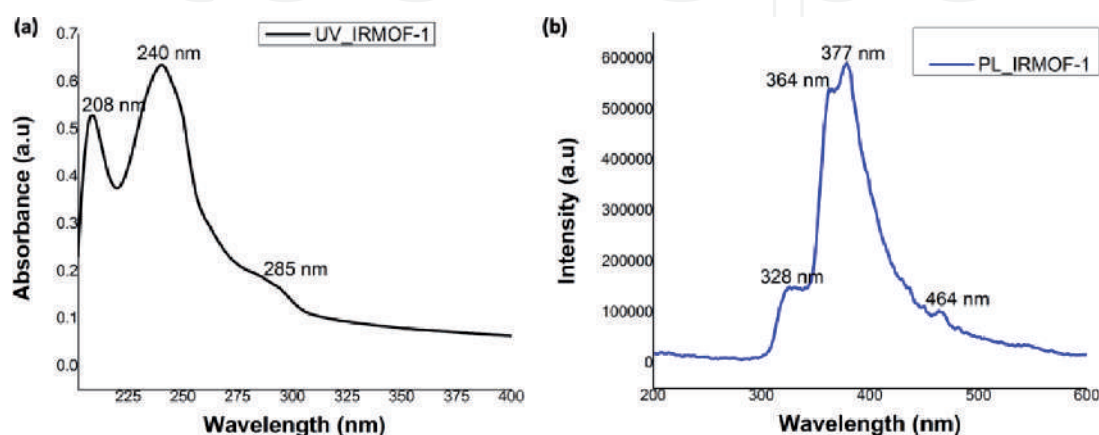 (a)
UV_IRMOF-1
0.7
0.6
0.5
0.4
0.3
0.2
0.1
0.0
Absorbance (a.u)
208 nm
240 nm
285 nm
225 250 275 300 325 350 375 400
Wavelength (nm)
(b)
PL_IRMOF-1
600000
500000
400000
300000
200000
100000
0
Intensity (a.u)
377 nm
364 nm
328 nm
464 nm
200 300 400 500 600
Wavelength (nm)